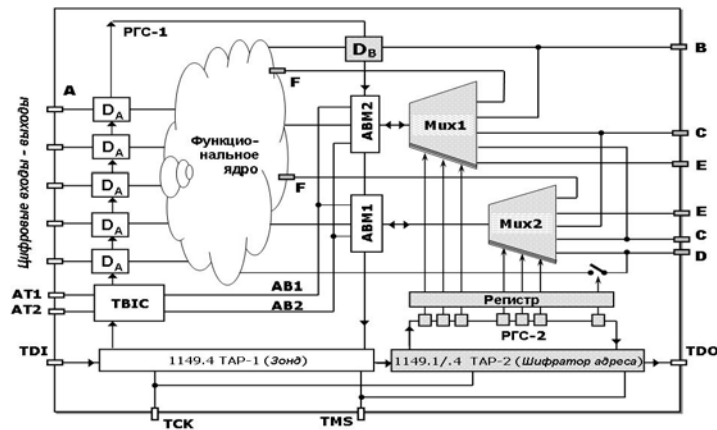 РГС-1
D_B
B
A
F
D_A
ABM2
Mux1
C
D_A
Функцио-
нальное
ядро
E
D_A
F
Цифровые входы - выходы
D_A
ABM1
Mux2
E
C
D_A
D
AT1
AB1
TBIC
Регистр
AT2
AB2
РГС-2
TDI
1149.4 TAP-1 (Зонд)
1149.1/.4 TAP-2 (Шифратор адреса)
TDO
TCK
TMS